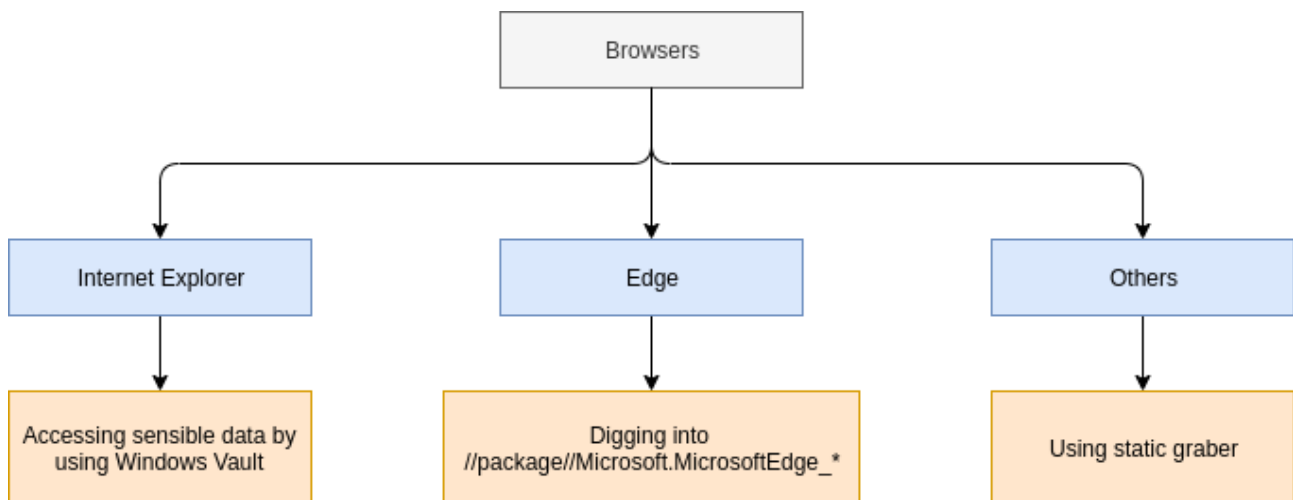 Browsers
Internet Explorer
Edge
Others
Accessing sensible data by
using Windows Vault
Digging into
//package//Microsoft.MicrosoftEdge_*
Using static graber